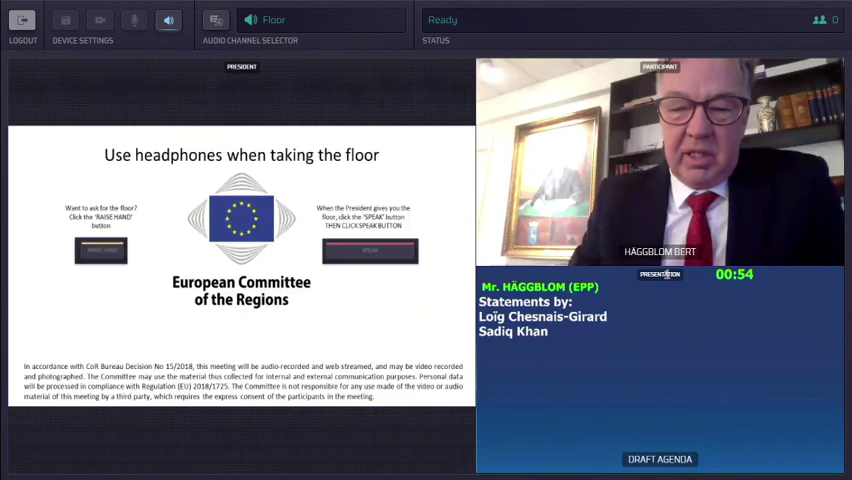 Floor
Ready
0
LOGOUT
DEVICE SETTINGS
AUDIO CHANNEL SELECTOR
STATUS
PRESIDENT
PARTICIPANT
Use headphones when taking the floor
Want to ask for the floor?
Click the 'RAISE HAND'
button
RAISE HAND
When the President gives you the
floor, click the 'SPEAK' button
THEN CLICK SPEAK BUTTON
SPEAK
European Committee
of the Regions
In accordance with CoR Bureau Decision No 15/2018, this meeting will be audio-recorded and web-streamed, and may be video recorded
and photographed. The Committee may use the material thus collected for internal and external communication purposes. Personal data
will be processed in compliance with Regulation (EU) 2018/1725. The Committee is not responsible for any use made of the video or audio
material of this meeting by a third party, which requires the express consent of the participants in the meeting.
HÄGGBLOM BERT
PRESENTATION
00:54
Mr. HÄGGBLOM (EPP)
Statements by:
Loïg Chesnais-Girard
Sadiq Khan
DRAFT AGENDA